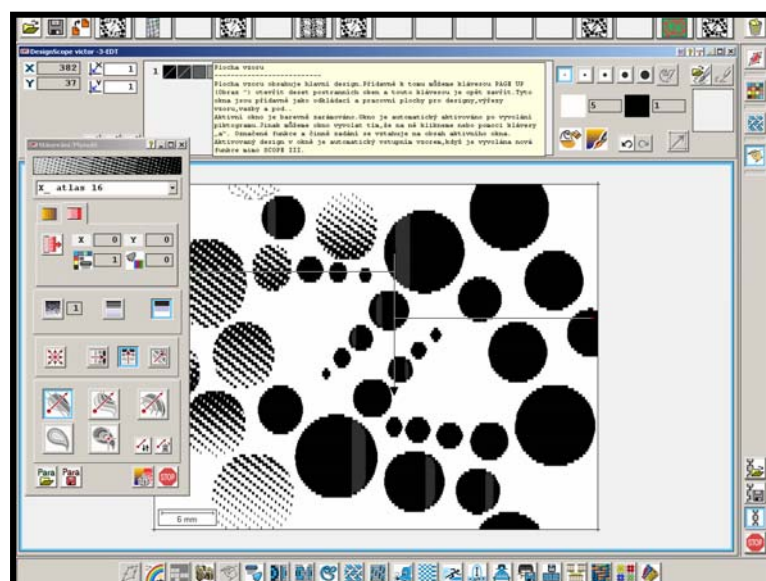 DesignScope victor -3-EDT
X 382 X 1
Y 37 Y 1
1
Plocha vzoru
---------------------------
Plocha vzoru obsahuje hlavní design.Přídavně k tomu můžeme klávesou PAGE UP
(Obraz ^) otevřít deset postranních oken a touto klávesou je opět zavřít.Tyto
okna jsou přídavné jako odkládací a pracovní plochy pro designy,výřezy
vzoru,vazby a pod..
Aktivní okno je barevně zarámováno.Okno je automaticky aktivováno po vyvolání
piktogramu.Jinak můžeme okno vyvolat tím,že na ně klikneme nebo pomocí klávesy
„a". Označené funkce a činné zadání se vztahuje na obsah aktivního okna.
Aktivovaný design v okně je automaticky vstupním vzorem,když je vyvolána nová
funkce mimo SCOPE III.
5 1
X_ atlas 16
X 0 Y 0
1 0
1
Para Para
STOP
6 mm
STOP